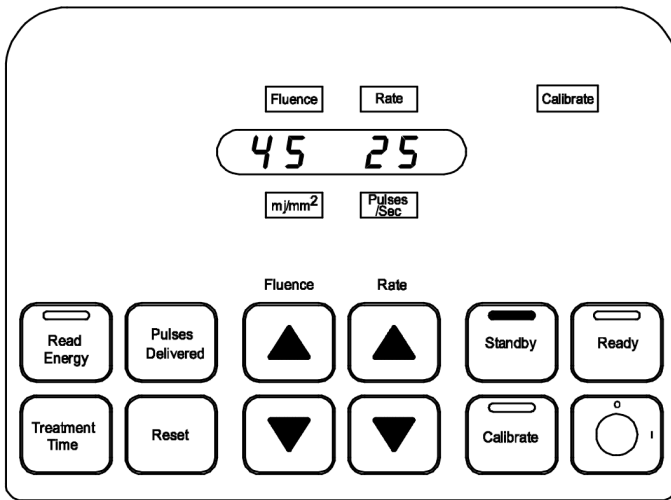 Fluence Rate Calibrate
45 25
mj/mm² Pulses
/Sec
Fluence Rate
Read
Energy
Pulses
Delivered
Standby
Ready
Treatment
Time
Reset
Calibrate
O
I